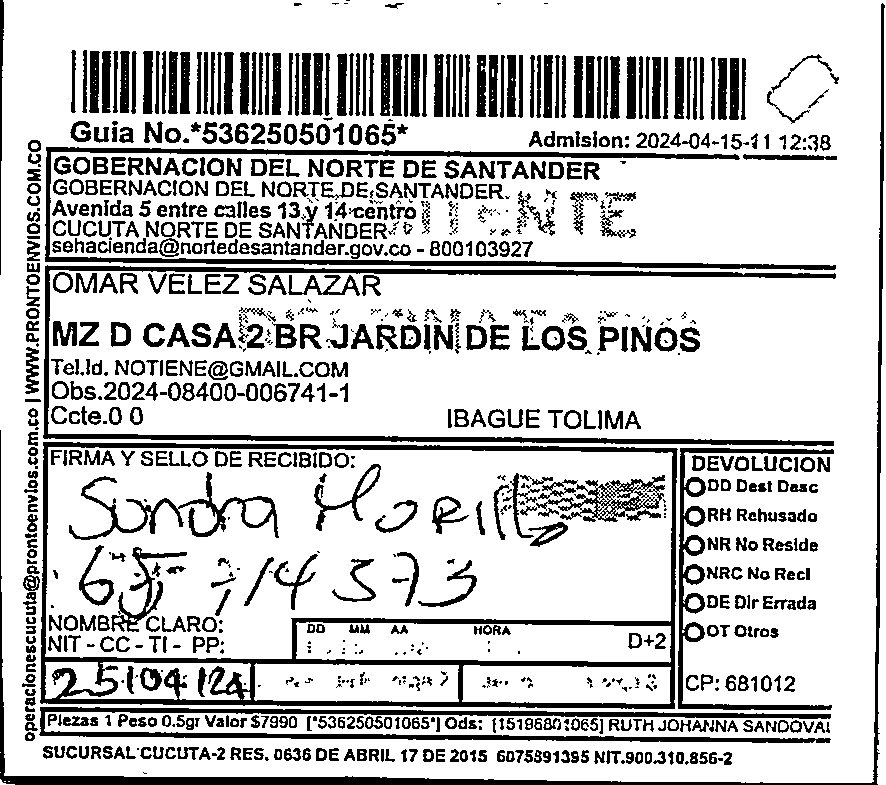 Guia No.*536250501065*
Admision: 2024-04-15-11 12:38
operacionescucuta@prontoenvios.com.co | WWW.PRONTOENVIOS.COM.CO
GOBERNACION DEL NORTE DE SANTANDER
GOBERNACION DEL NORTE DE SANTANDER
Avenida 5 entre calles 13 y 14 centro
CUCUTA NORTE DE SANTANDER
sehacienda@nortedesantander.gov.co - 800103927
OMAR VELEZ SALAZAR
MZ D CASA 2 BR JARDIN DE LOS PINOS
Tel.Id. NOTIENE@GMAIL.COM
Obs.2024-08400-006741-1
Ccte.0 0
IBAGUE TOLIMA
FIRMA Y SELLO DE RECIBIDO:
Sandra Morillo
NOMBRE CLARO:
NIT - CC - TI - PP:
DD MM AA HORA
D+2
25/04/24
DEVOLUCION
DD Dest Desc
RH Rehusado
NR No Reside
NRC No Recl
DE Dir Errada
OT Otros
CP: 681012
Piezas 1 Peso 0.5gr Valor $7990 [*536250501065*] Ods: [15196801065] RUTH JOHANNA SANDOVAL
SUCURSAL CUCUTA-2 RES. 0636 DE ABRIL 17 DE 2015 6075891395 NIT.900.310.856-2